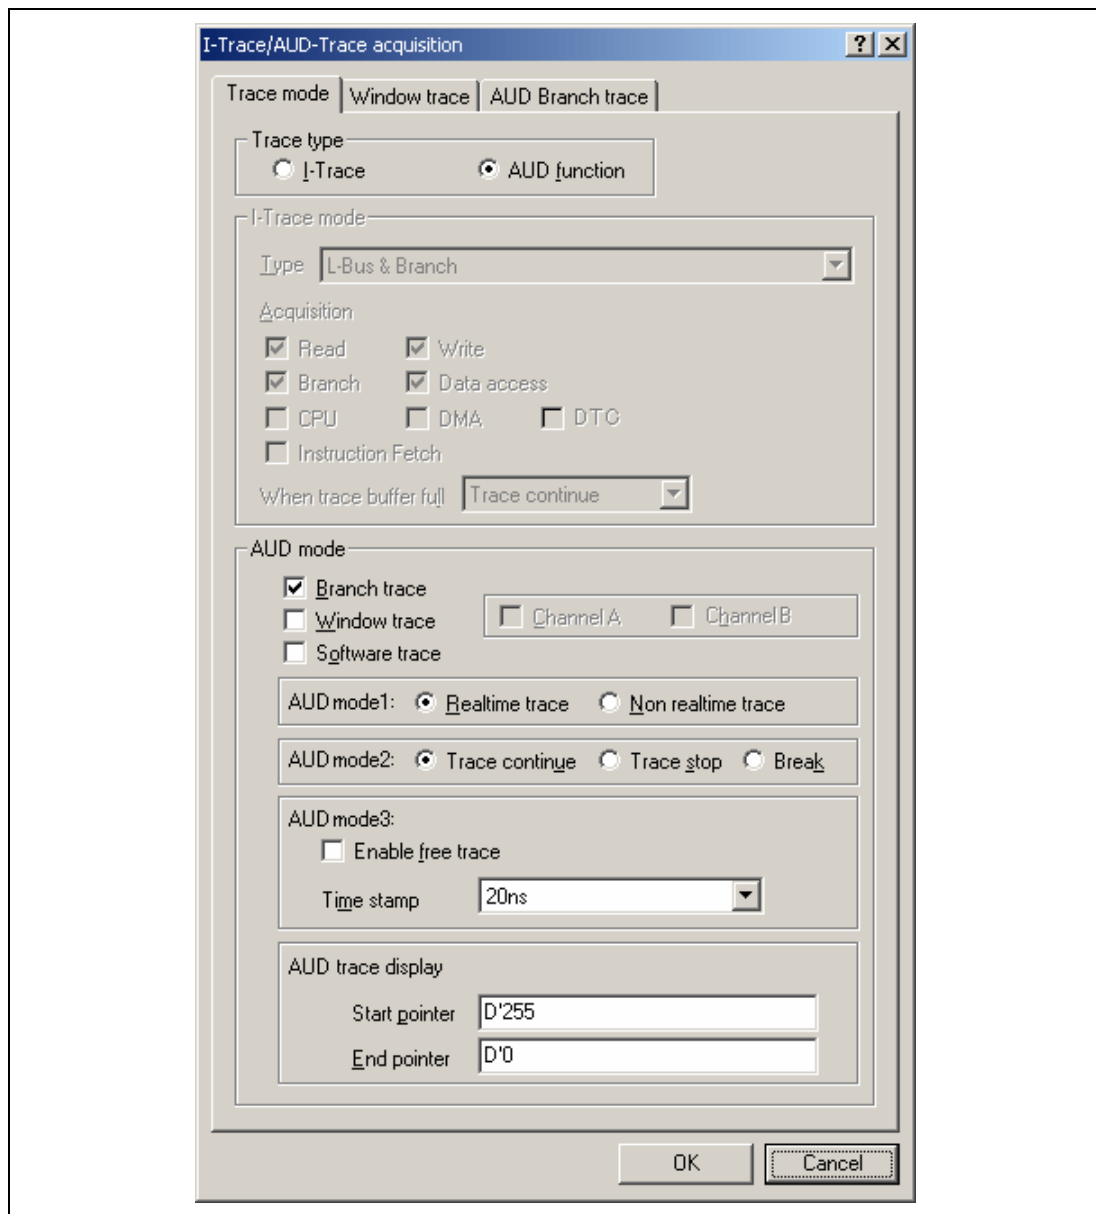 I-Trace/AUD-Trace acquisition
Trace mode Window trace AUD Branch trace
Trace type
I-Trace AUD function
I-Trace mode
Type L-Bus & Branch
Acquisition
Read Write
Branch Data access
CPU DMA DTC
Instruction Fetch
When trace buffer full Trace continue
AUD mode
Branch trace
Window trace Channel A Channel B
Software trace
AUD mode1: Realtime trace Non realtime trace
AUD mode2: Trace continue Trace stop Break
AUD mode3:
Enable free trace
Time stamp 20ns
AUD trace display
Start pointer D'255
End pointer D'0
OK Cancel